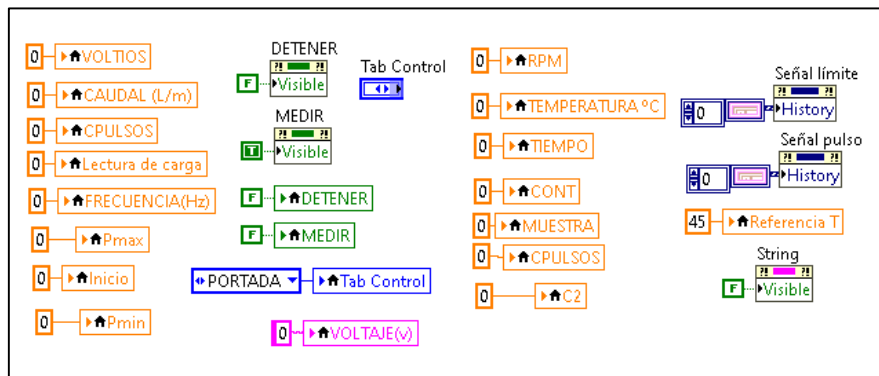 0 VOLTIOS
0 CAUDAL (L/m)
0 CPULSOS
0 Lectura de carga
0 FRECUENCIA(Hz)
0 Pmax
0 Inicio
0 Pmin
DETENER
F Visible
MEDIR
T Visible
F DETENER
F MEDIR
PORTADA Tab Control
0 VOLTAJE(v)
Tab Control
0 RPM
0 TEMPERATURA ºC
0 TIEMPO
0 CONT
0 MUESTRA
0 CPULSOS
0 C2
Señal límite
0 History
Señal pulso
0 History
45 Referencia T
String
F Visible